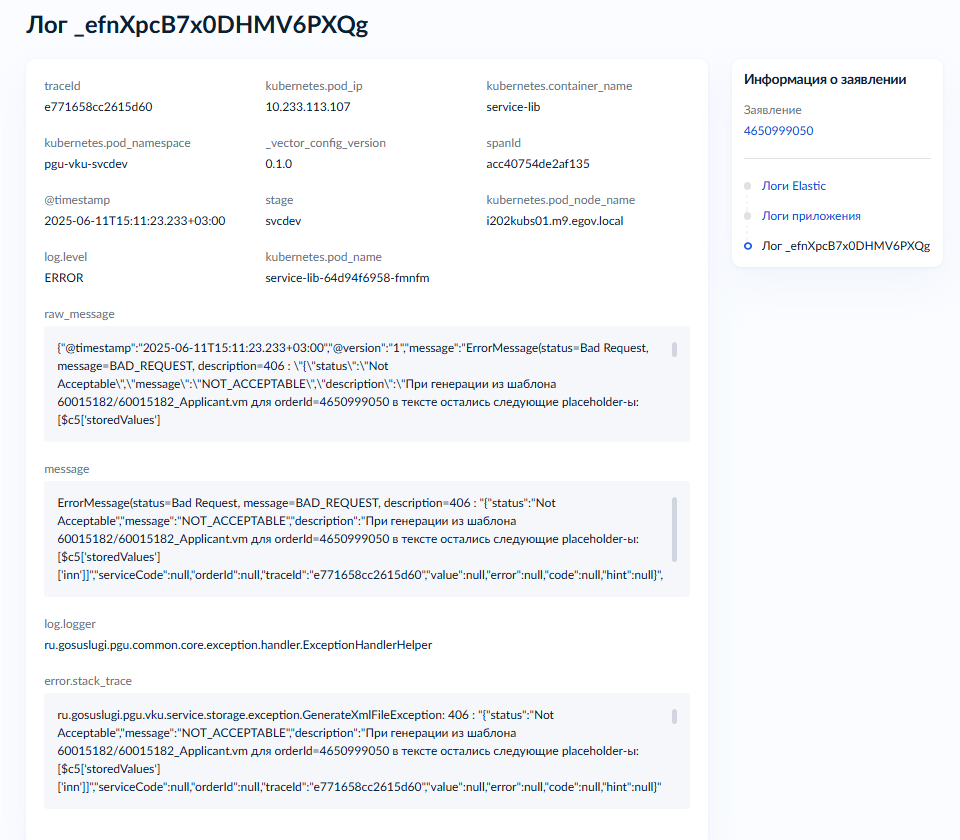 Лог _efnXpcB7x0DHMV6PXQg
traceId
e771658cc2615d60
kubernetes.pod_ip
10.233.113.107
kubernetes.container_name
service-lib
kubernetes.pod_namespace
pgu-vku-svcdev
_vector_config_version
0.1.0
spanId
acc40754de2af135
@timestamp
2025-06-11T15:11:23.233+03:00
stage
svcdev
kubernetes.pod_node_name
i202kubs01.m9.egov.local
log.level
ERROR
kubernetes.pod_name
service-lib-64d94f6958-fmnfm
raw_message
{"@timestamp":"2025-06-11T15:11:23.233+03:00","@version":"1","message":"ErrorMessage(status=Bad Request,
message=BAD_REQUEST, description=406 : \"{\"status\":\"Not
Acceptable\",\"message\":\"NOT_ACCEPTABLE\",\"description\":\"При генерации из шаблона
60015182/60015182_Applicant.vm для orderId=4650999050 в тексте остались следующие placeholder-ы:
[$c5['storedValues']
message
ErrorMessage(status=Bad Request, message=BAD_REQUEST, description=406 : "{"status":"Not
Acceptable","message":"NOT_ACCEPTABLE","description":"При генерации из шаблона
60015182/60015182_Applicant.vm для orderId=4650999050 в тексте остались следующие placeholder-ы:
[$c5['storedValues']
['inn']]","serviceCode":null,"orderId":null,"traceId":"e771658cc2615d60","value":null,"error":null,"code":null,"hint":null}",
log.logger
ru.gosuslugi.pgu.common.core.exception.handler.ExceptionHandlerHelper
error.stack_trace
ru.gosuslugi.pgu.vku.service.storage.exception.GenerateXmlFileException: 406 : "{"status":"Not
Acceptable","message":"NOT_ACCEPTABLE","description":"При генерации из шаблона
60015182/60015182_Applicant.vm для orderId=4650999050 в тексте остались следующие placeholder-ы:
[$c5['storedValues']
['inn']]","serviceCode":null,"orderId":null,"traceId":"e771658cc2615d60","value":null,"error":null,"code":null,"hint":null}"
Информация о заявлении
Заявление
4650999050
Логи Elastic
Логи приложения
Лог _efnXpcB7x0DHMV6PXQg